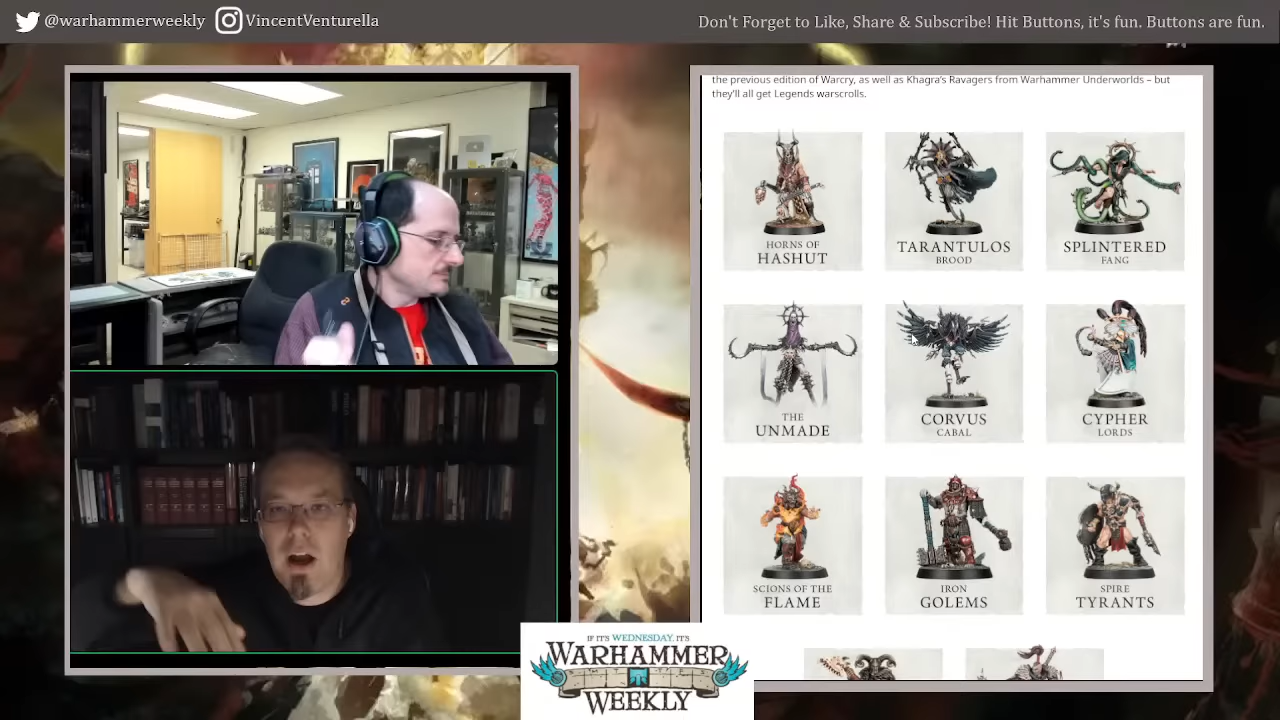 @warhammerweekly VincentVenturella
Don't Forget to Like, Share & Subscribe! Hit Buttons, it's fun. Buttons are fun.
the previous edition of Warcry, as well as Khagra's Ravagers from Warhammer Underworlds – but
they'll all get Legends warscrolls.
HORNS OF
HASHUT
TARANTULOS
BROOD
SPLINTERED
FANG
THE
UNMADE
CORVUS
CABAL
CYPHER
LORDS
SCIONS OF THE
FLAME
IRON
GOLEMS
SPIRE
TYRANTS
IF IT'S WEDNESDAY, IT'S
WARHAMMER
WEEKLY